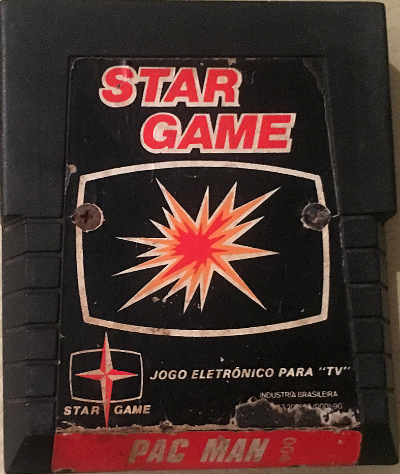 STAR
GAME
JOGO ELETRÔNICO PARA "TV"
INDUSTRIA BRASILEIRA
STAR GAME
PAC MAN